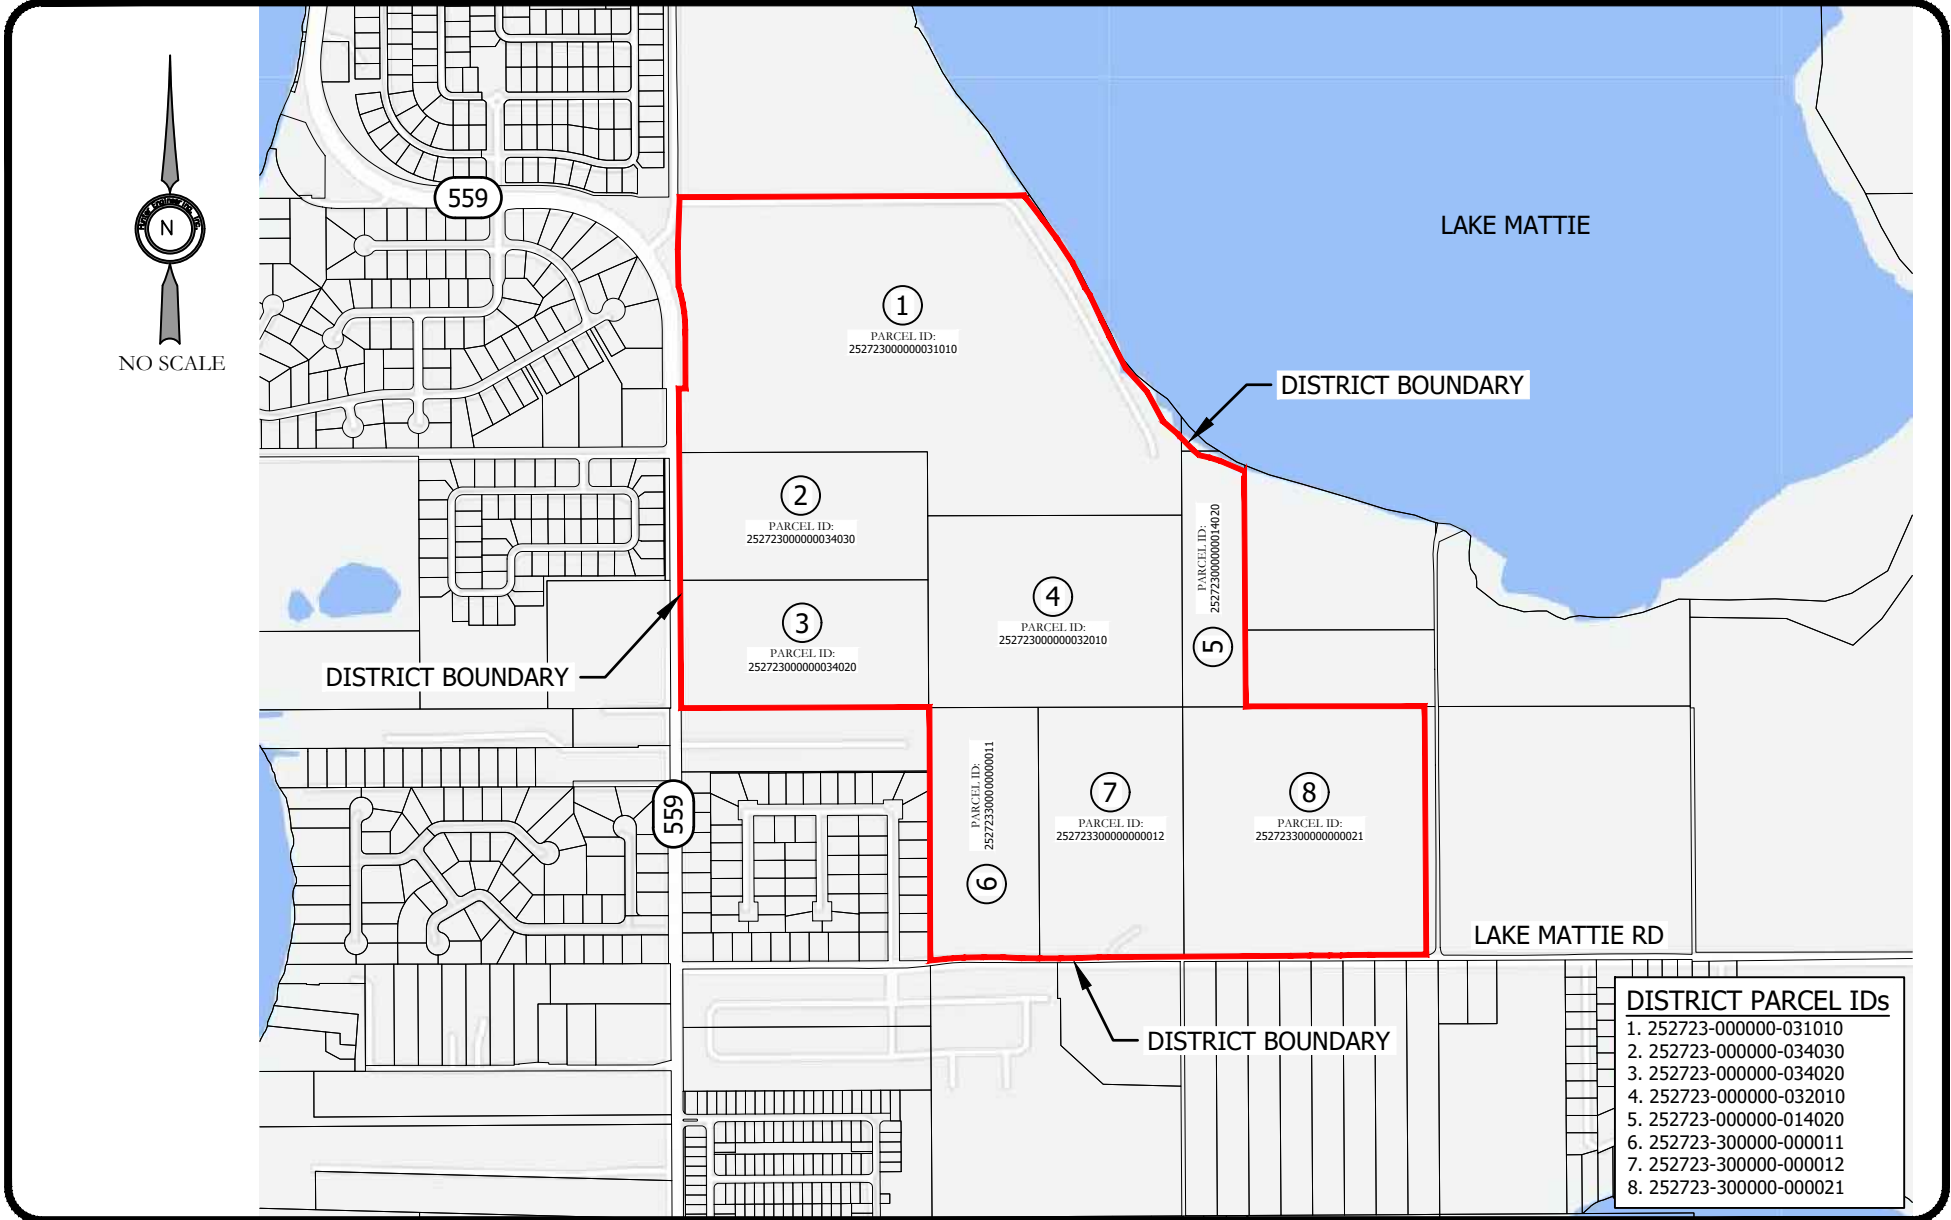 559
LAKE MATTIE
Hunter Engineering, Inc.
N
NO SCALE
1
PARCEL ID:
252723000000031010
DISTRICT BOUNDARY
2
PARCEL ID:
252723000000034030
PARCEL ID:
252723000000014020
5
4
PARCEL ID:
252723000000032010
3
PARCEL ID:
252723000000034020
DISTRICT BOUNDARY
559
PARCEL ID:
252723300000000011
6
7
PARCEL ID:
252723300000000012
8
PARCEL ID:
252723300000000021
LAKE MATTIE RD
DISTRICT BOUNDARY
DISTRICT PARCEL IDs
1. 252723-000000-031010
2. 252723-000000-034030
3. 252723-000000-034020
4. 252723-000000-032010
5. 252723-000000-014020
6. 252723-300000-000011
7. 252723-300000-000012
8. 252723-300000-000021